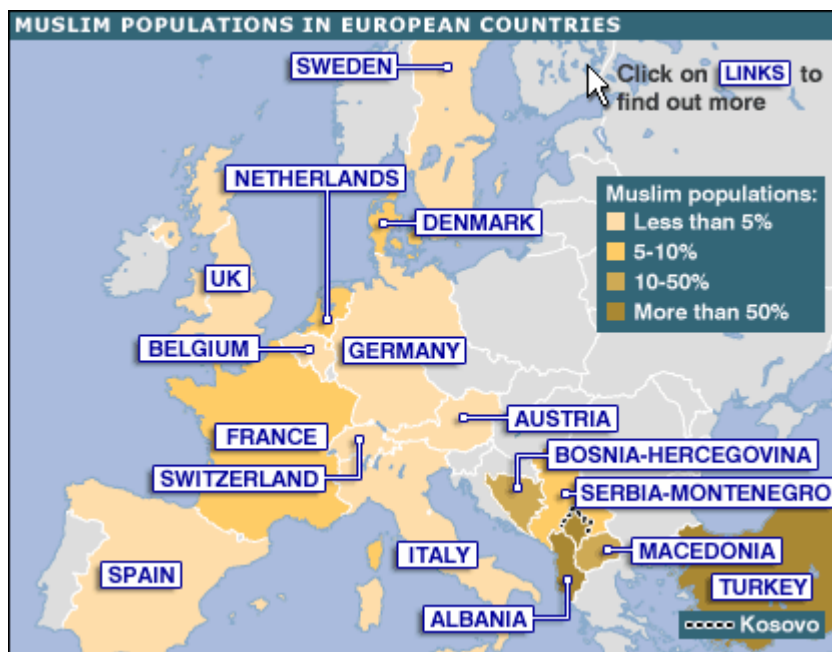 MUSLIM POPULATIONS IN EUROPEAN COUNTRIES
SWEDEN
Click on LINKS to
find out more
NETHERLANDS
Muslim populations:
Less than 5%
5-10%
10-50%
More than 50%
DENMARK
UK
BELGIUM
GERMANY
AUSTRIA
FRANCE
BOSNIA-HERCEGOVINA
SWITZERLAND
SERBIA-MONTENEGRO
ITALY
MACEDONIA
SPAIN
TURKEY
ALBANIA
Kosovo